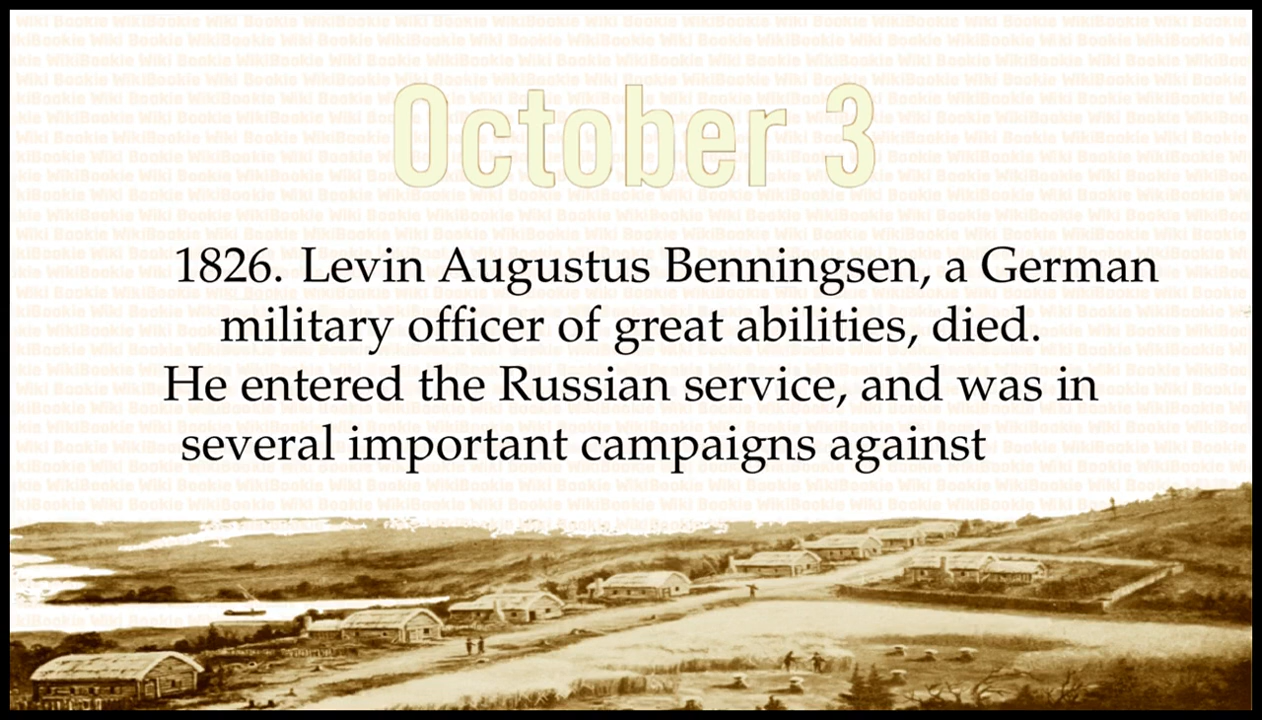 October 3
1826. Levin Augustus Benningsen, a German
military officer of great abilities, died.
He entered the Russian service, and was in
several important campaigns against